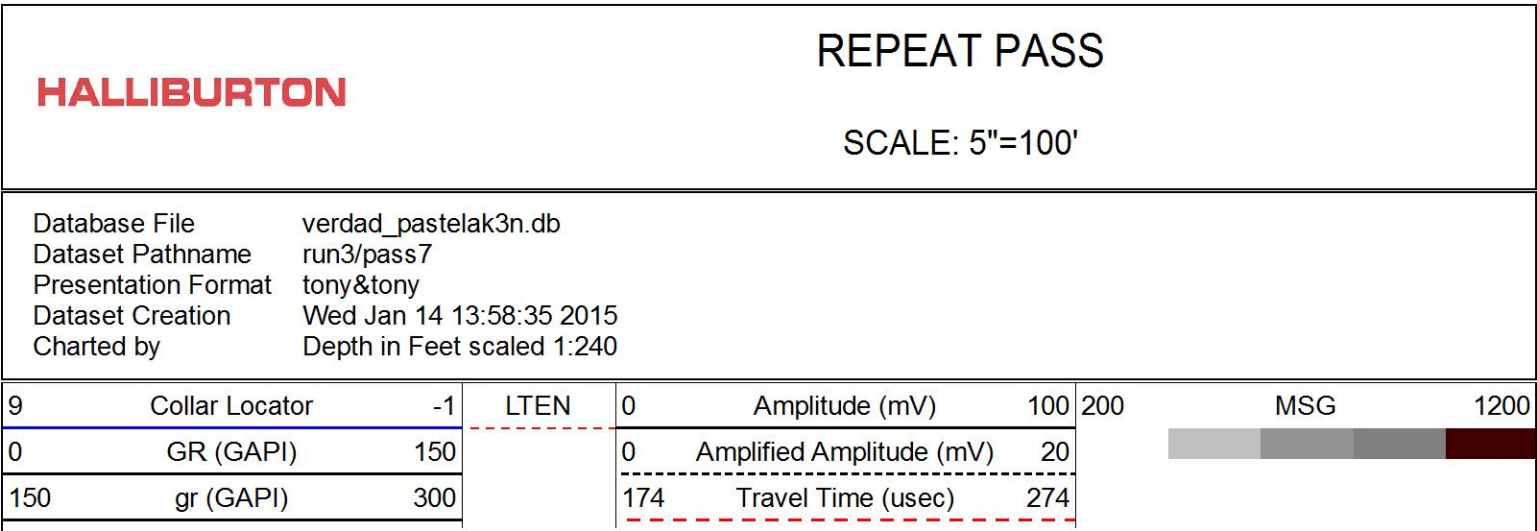 HALLIBURTON
REPEAT PASS
SCALE: 5"=100'
Database File verdad_pastelak3n.db
Dataset Pathname run3/pass7
Presentation Format tony&tony
Dataset Creation Wed Jan 14 13:58:35 2015
Charted by Depth in Feet scaled 1:240
9 Collar Locator -1 LTEN 0 Amplitude (mV) 100 200 MSG 1200
0 GR (GAPI) 150 0 Amplified Amplitude (mV) 20
150 gr (GAPI) 300 174 Travel Time (usec) 274